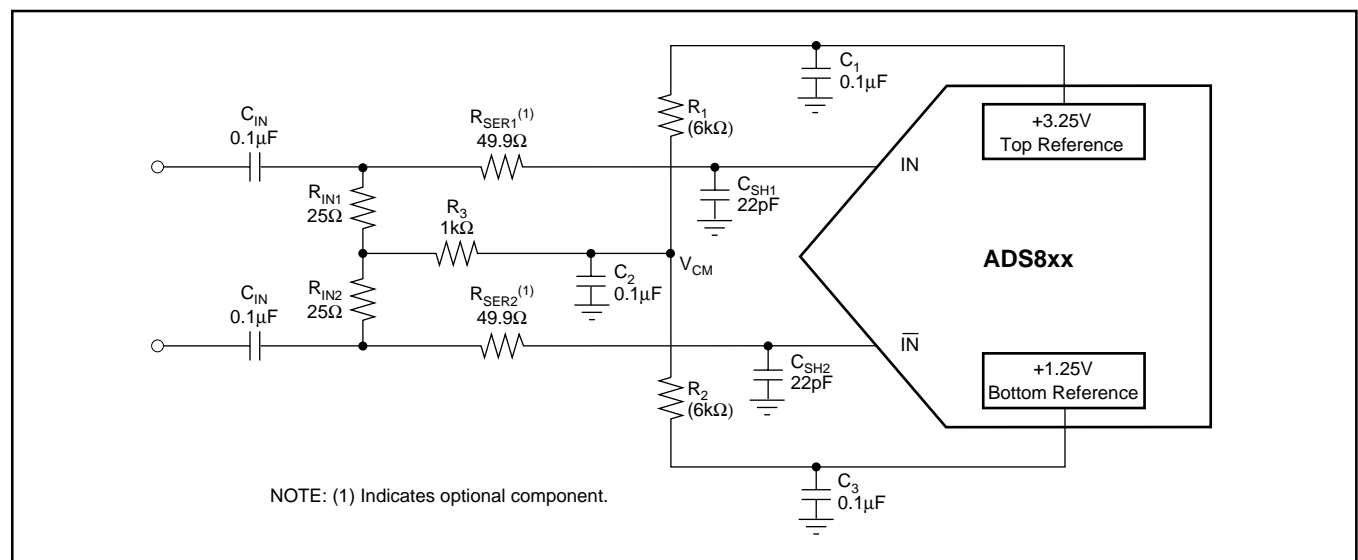 C1
0.1µF
R1
(6kΩ)
+3.25V
Top Reference
CIN
0.1µF
RSER1(1)
49.9Ω
IN
CSH1
22pF
RIN1
25Ω
R3
1kΩ
VCM
ADS8xx
C2
0.1µF
CIN
0.1µF
RIN2
25Ω
RSER2(1)
49.9Ω
I̅N̅
CSH2
22pF
R2
(6kΩ)
+1.25V
Bottom Reference
C3
0.1µF
NOTE: (1) Indicates optional component.